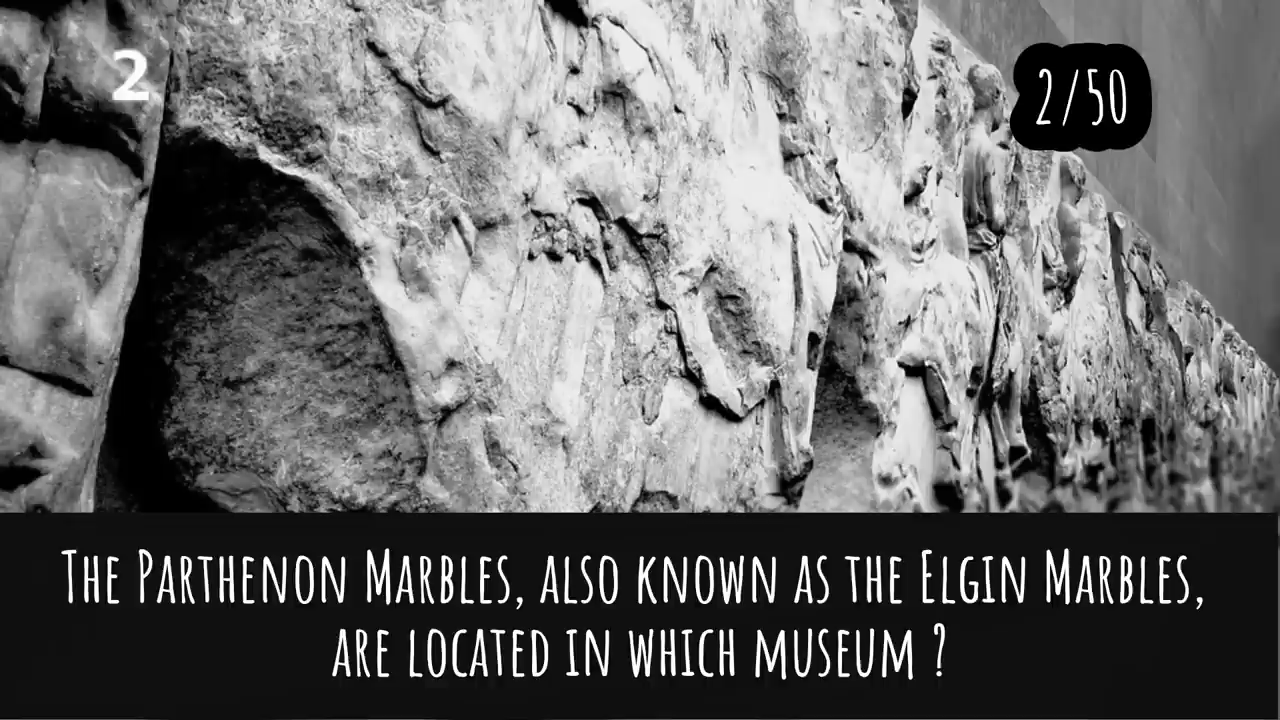 2
2/50
The Parthenon Marbles, also known as the Elgin Marbles,
are located in which museum ?